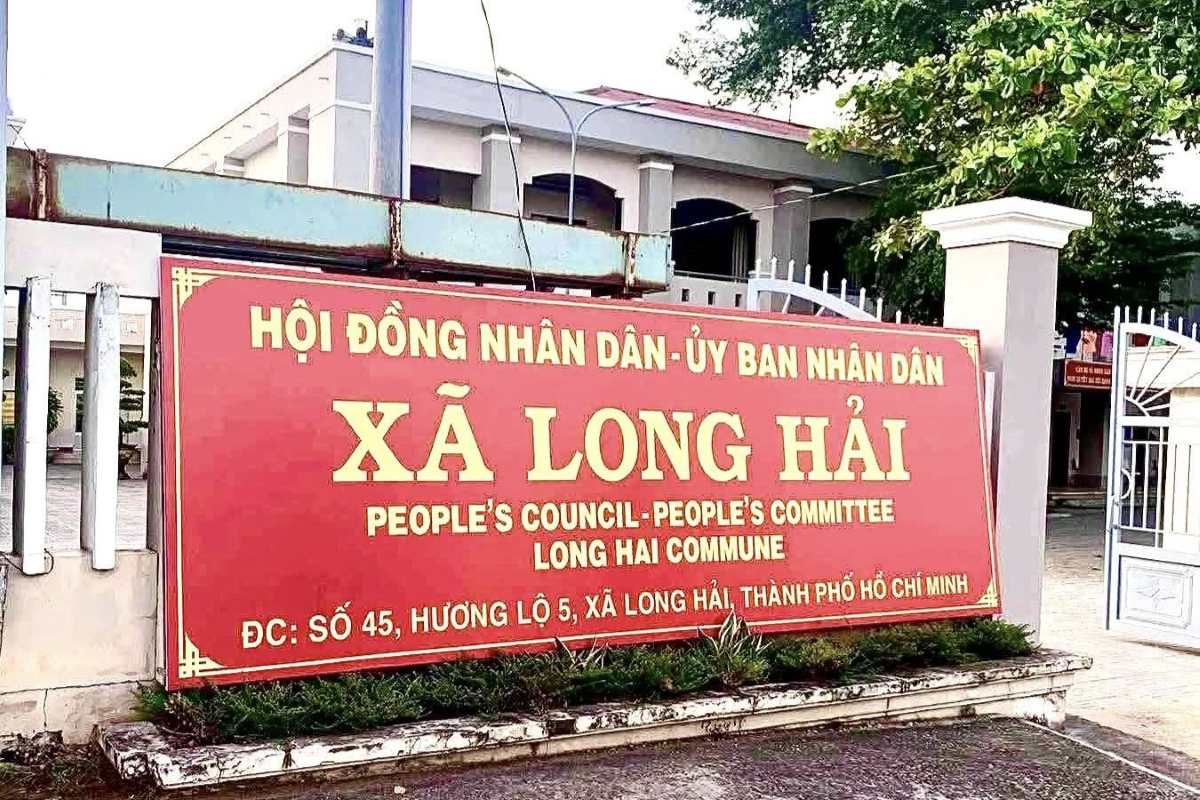 HỘI ĐỒNG NHÂN DÂN - ỦY BAN NHÂN DÂN
XÃ LONG HẢI
PEOPLE'S COUNCIL - PEOPLE'S COMMITTEE
LONG HAI COMMUNE
ĐC: SỐ 45, HƯƠNG LỘ 5, XÃ LONG HẢI, THÀNH PHỐ HỒ CHÍ MINH